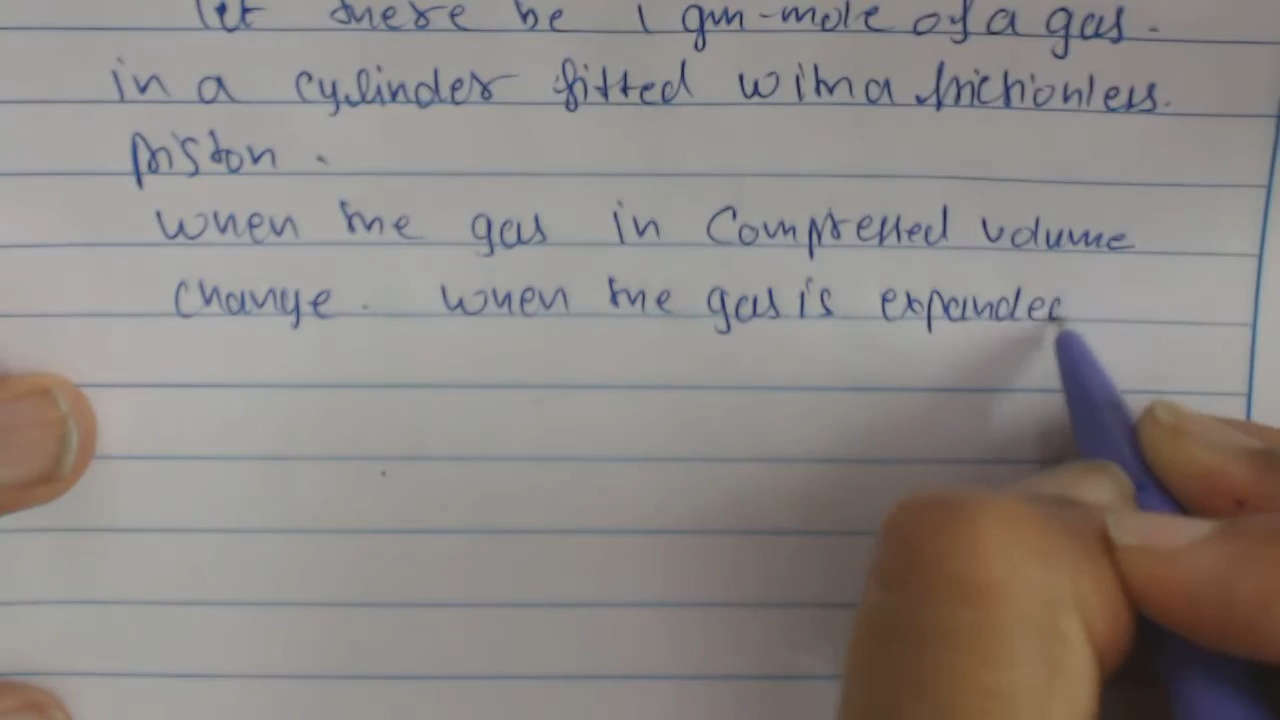 let there be 1 gm-mole of a gas.
in a cylinder fitted with a frictionless.
piston.
when the gas in compressed volume
change. when the gas is expanded